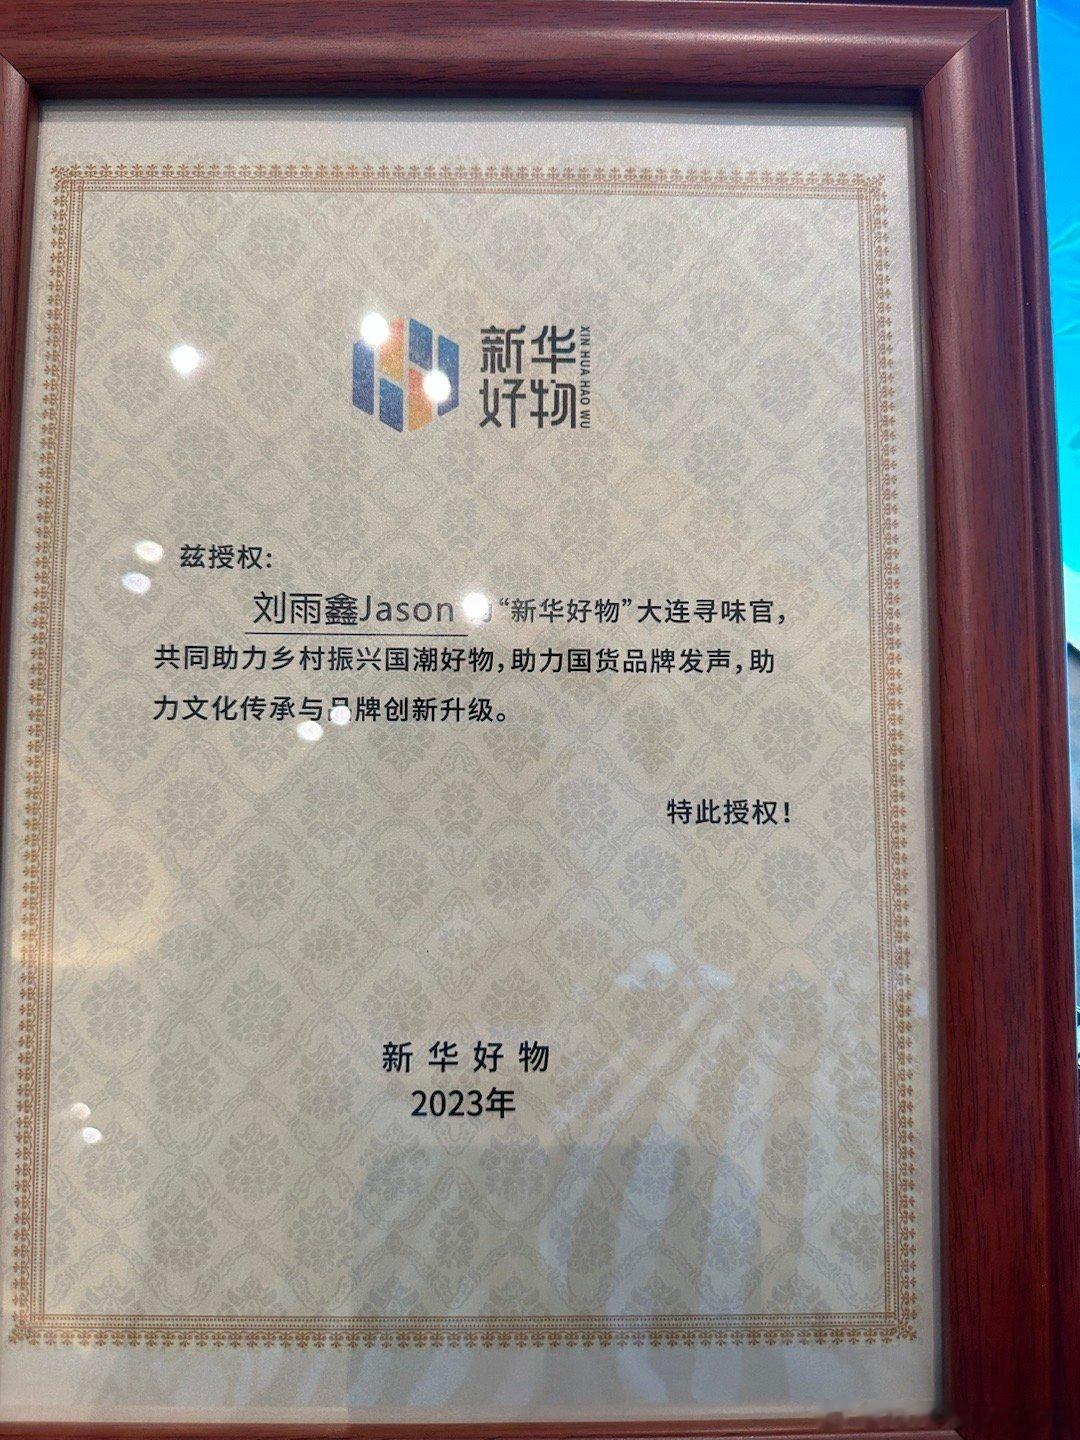 新华
好物
XIN HUA HAO WU
兹授权:
刘雨鑫Jason “新华好物”大连寻味官，
共同助力乡村振兴国潮好物，助力国货品牌发声，助
力文化传承与品牌创新升级。
特此授权！
新华好物
2023年